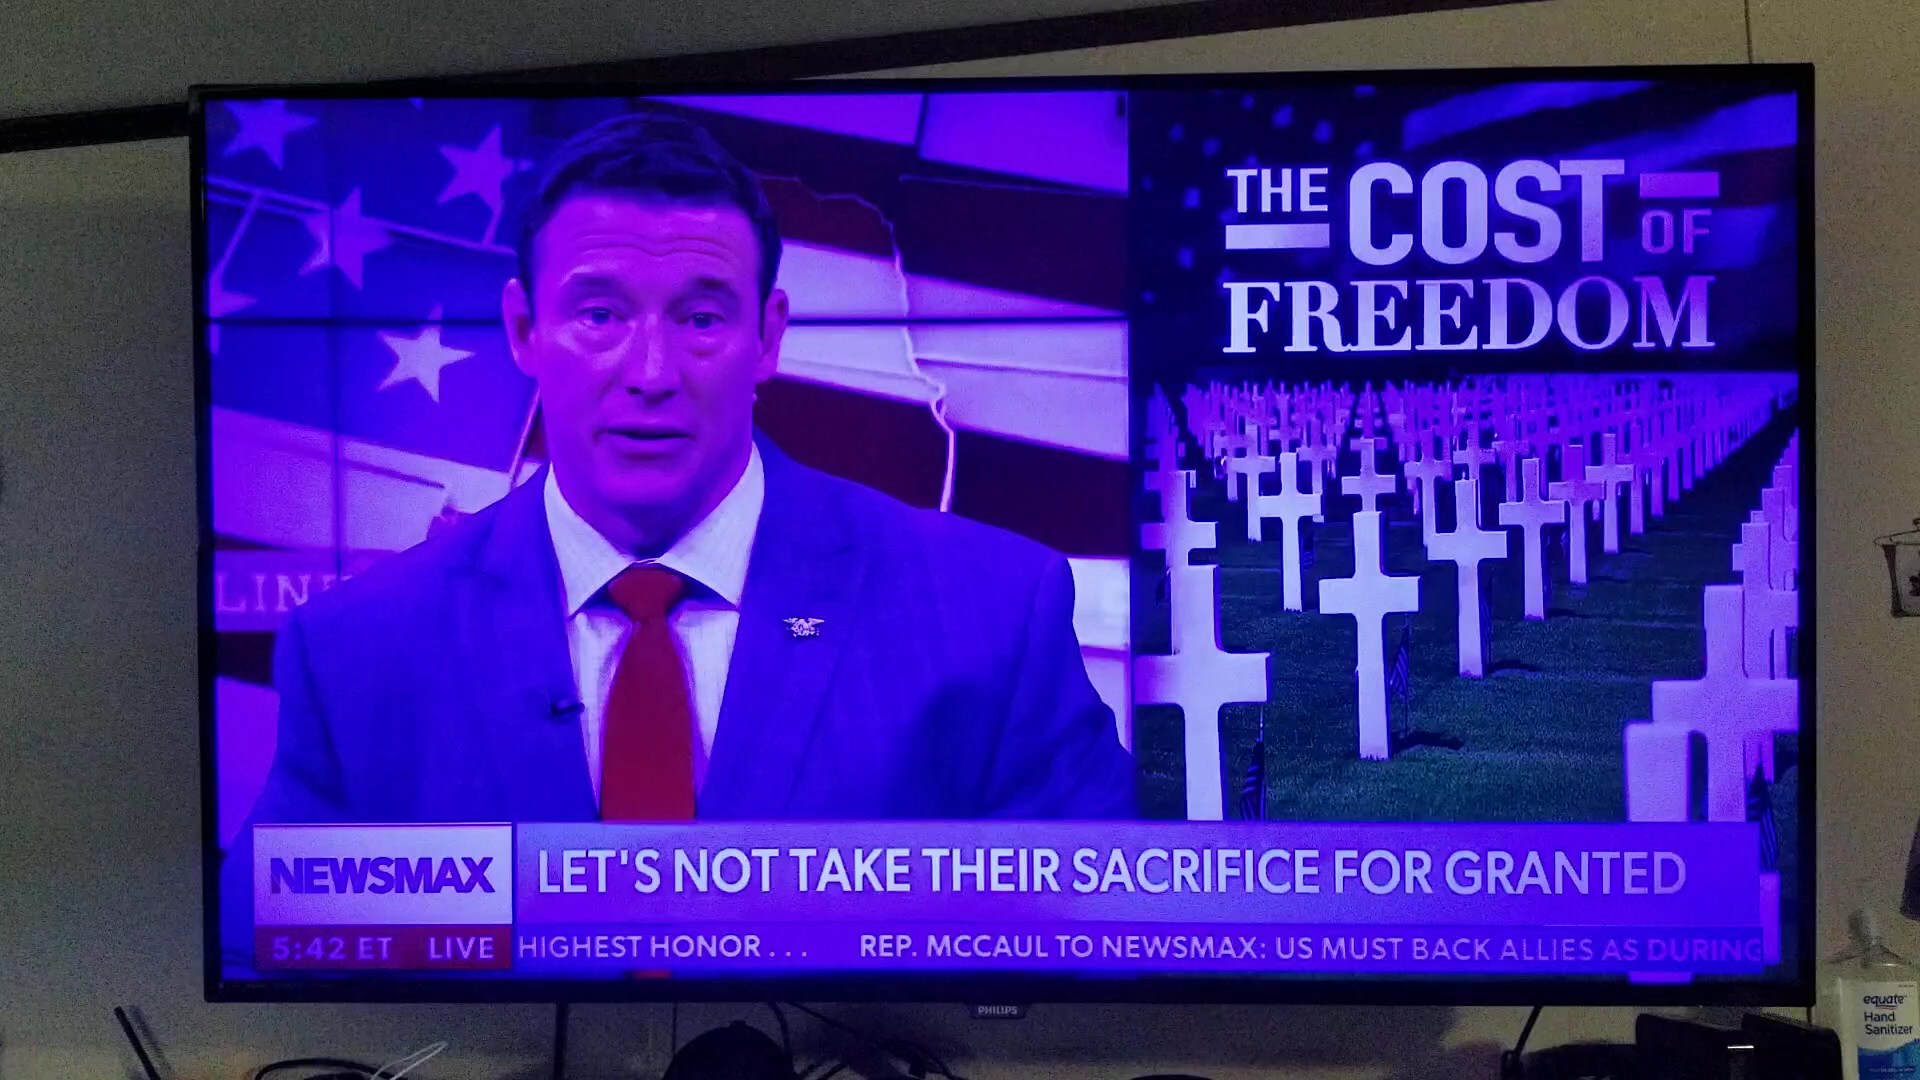 THE COST OF
FREEDOM
LIN
NEWSMAX
LET'S NOT TAKE THEIR SACRIFICE FOR GRANTED
5:42 ET LIVE
HIGHEST HONOR... REP. MCCAUL TO NEWSMAX: US MUST BACK ALLIES AS DURING
PHILIPS
equate
Hand
Sanitizer